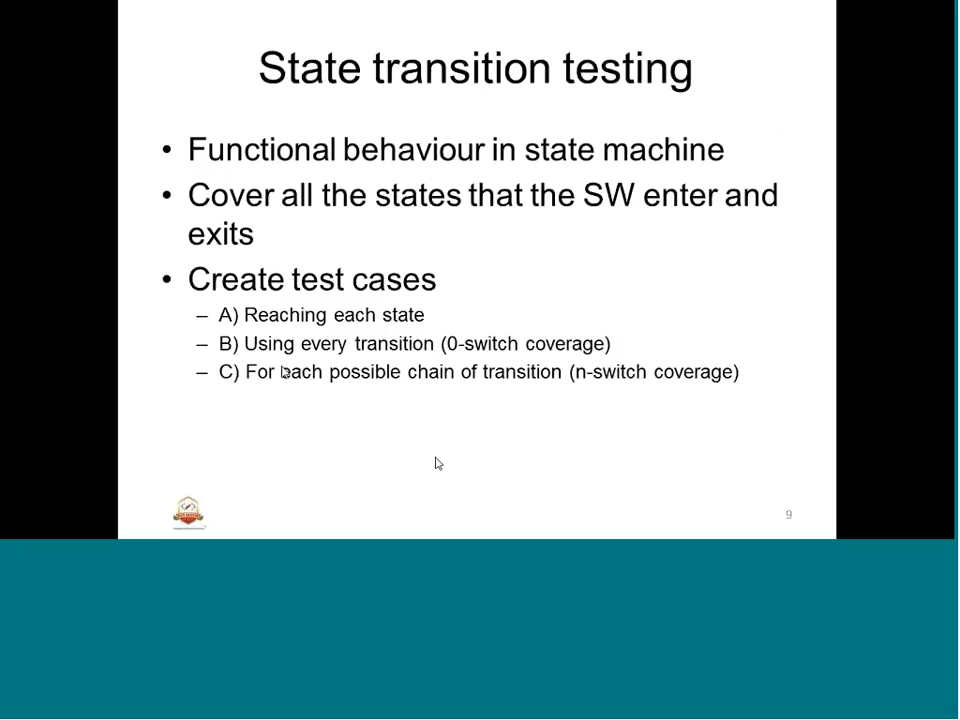 State transition testing
• Functional behaviour in state machine
• Cover all the states that the SW enter and
exits
• Create test cases
– A) Reaching each state
– B) Using every transition (0-switch coverage)
– C) For each possible chain of transition (n-switch coverage)
9